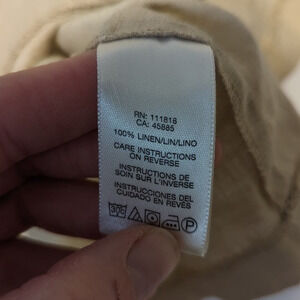 RN: 111818
CA: 45885
100% LINEN/LIN/LINO
CARE INSTRUCTIONS
ON REVERSE
INSTRUCTIONS DE
SOIN SUR L'INVERSE
INSTRUCCIONES DEL
CUIDADO EN REVES
P